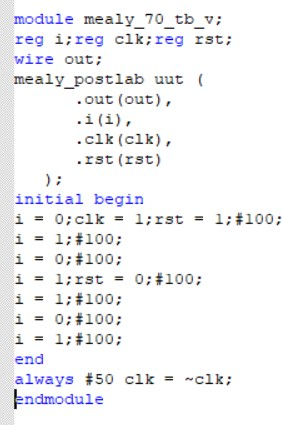 module mealy_70_tb_v;
reg i;reg clk;reg rst;
wire out;
mealy_postlab uut (
.out(out),
.i(i),
.clk(clk),
.rst(rst)
);
initial begin
i = 0;clk = 1;rst = 1;#100;
i = 1;#100;
i = 0;#100;
i = 1;rst = 0;#100;
i = 1;#100;
i = 0;#100;
i = 1;#100;
end
always #50 clk = ~clk;
endmodule